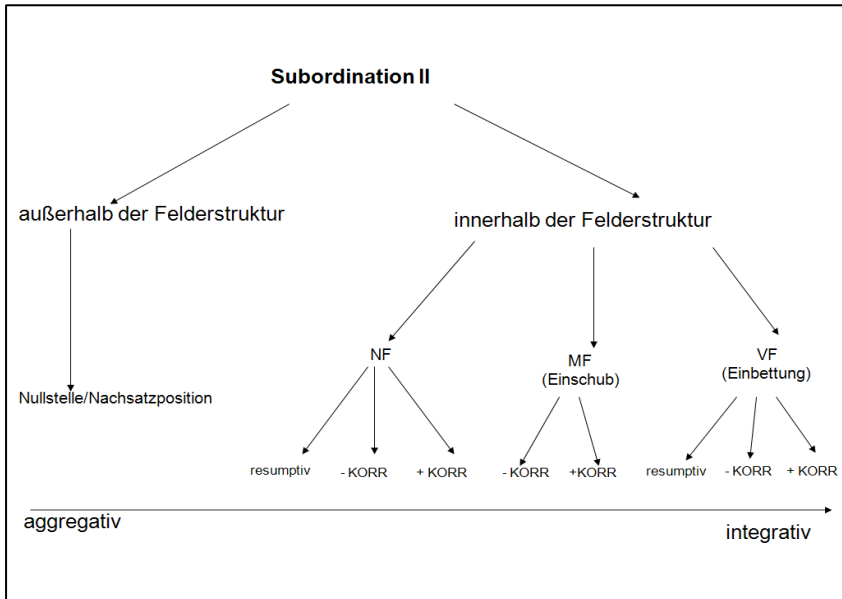 Subordination II
außerhalb der Felderstruktur
innerhalb der Felderstruktur
NF
MF
(Einschub)
VF
(Einbettung)
Nullstelle/Nachsatzposition
resumptiv
- KORR
+ KORR
- KORR
+KORR
resumptiv
- KORR
+ KORR
aggregativ
integrativ